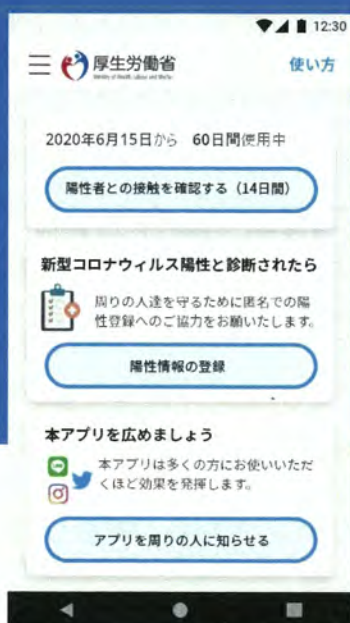 12:30
厚生労働省
使い方
2020年6月15日から 60日間使用中
陽性者との接触を確認する（14日間）
新型コロナウィルス陽性と診断されたら
周りの人達を守るために匿名での陽
性登録へのご協力をお願いいたします。
陽性情報の登録
本アプリを広めましょう
本アプリは多くの方にお使いいただ
くほど効果を発揮します。
アプリを周りの人に知らせる